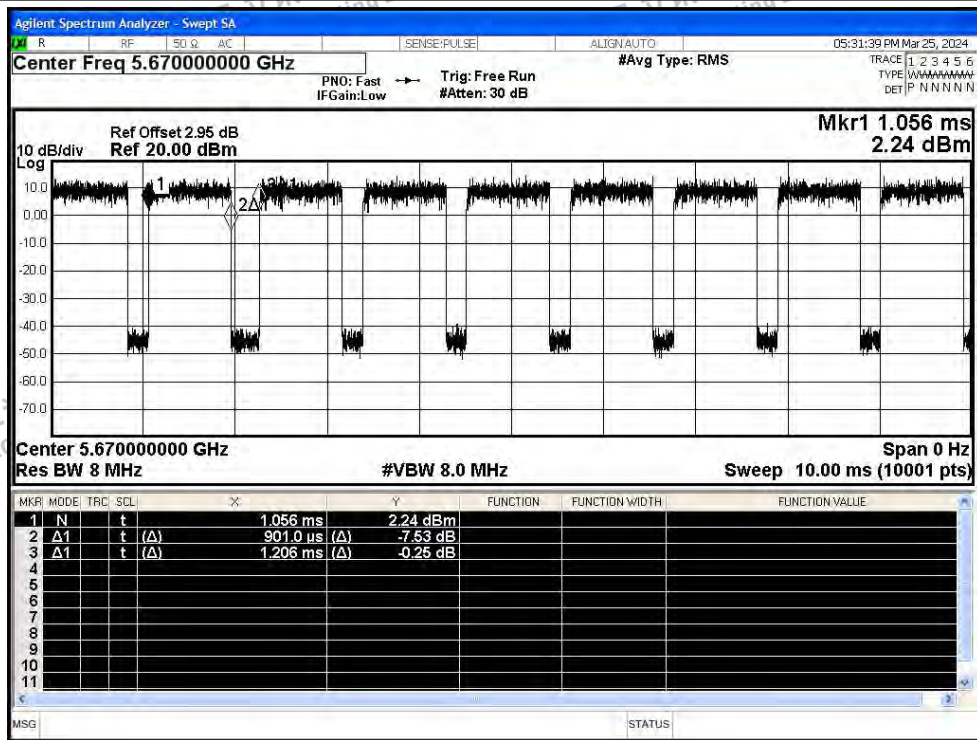 Agilent Spectrum Analyzer - Swept SA
LXI R RF 50 Ω AC SENSE:PULSE ALIGN AUTO 05:31:39 PM Mar 25, 2024
Center Freq 5.670000000 GHz #Avg Type: RMS TRACE 1 2 3 4 5 6
PNO: Fast Trig: Free Run TYPE WWWWWW
IFGain:Low #Atten: 30 dB DET P N N N N N
Mkr1 1.056 ms
Ref Offset 2.95 dB
10 dB/div Ref 20.00 dBm 2.24 dBm
Log
10.0
0.00
-10.0
-20.0
-30.0
-40.0
-50.0
-60.0
-70.0
1
2Δ1
Center 5.670000000 GHz Span 0 Hz
Res BW 8 MHz #VBW 8.0 MHz Sweep 10.00 ms (10001 pts)
MKR MODE TRC SCL X Y FUNCTION FUNCTION WIDTH FUNCTION VALUE
1 N t 1.056 ms 2.24 dBm
2 Δ1 t (Δ) 901.0 µs (Δ) -7.53 dB
3 Δ1 t (Δ) 1.206 ms (Δ) -0.25 dB
4
5
6
7
8
9
10
11
MSG STATUS